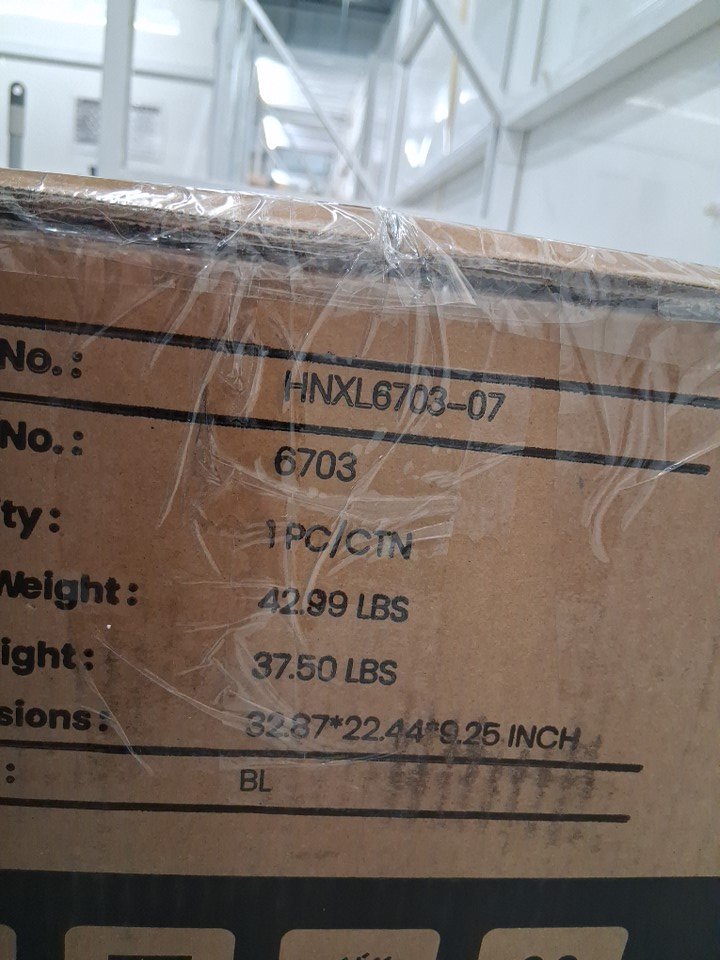 No.: HNXL6703-07
No.: 6703
ty: 1 PC/CTN
Weight: 42.99 LBS
ight: 37.50 LBS
sions: 32.87*22.44*9.25 INCH
: BL